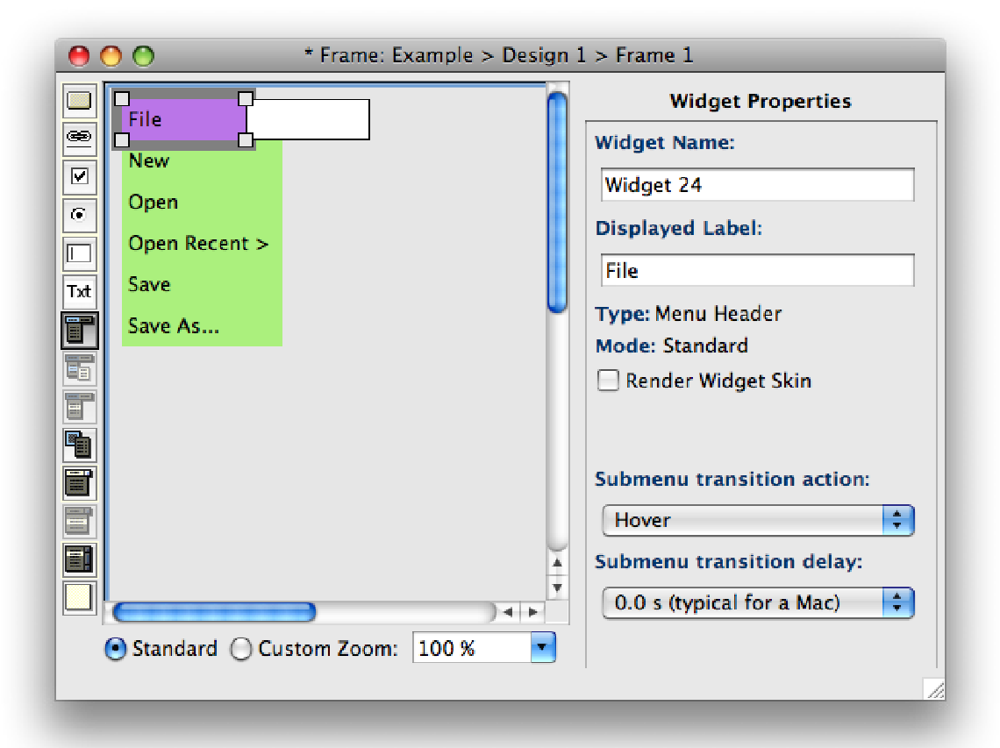 * Frame: Example > Design 1 > Frame 1
Txt
File
New
Open
Open Recent >
Save
Save As...
Standard
Custom Zoom:
100 %
Widget Properties
Widget Name:
Widget 24
Displayed Label:
File
Type: Menu Header
Mode: Standard
Render Widget Skin
Submenu transition action:
Hover
Submenu transition delay:
0.0 s (typical for a Mac)